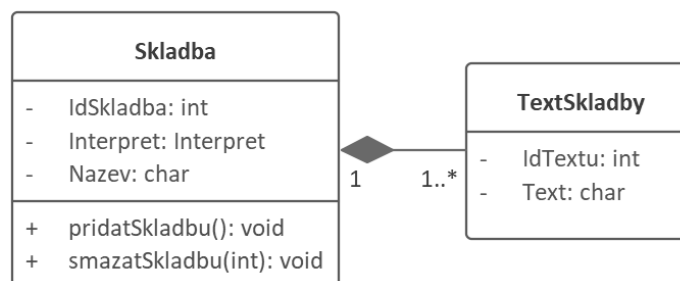 Skladba
- IdSkladba: int
- Interpret: Interpret
- Nazev: char
+ pridatSkladbu(): void
+ smazatSkladbu(int): void
1
1..*
TextSkladby
- IdTextu: int
- Text: char